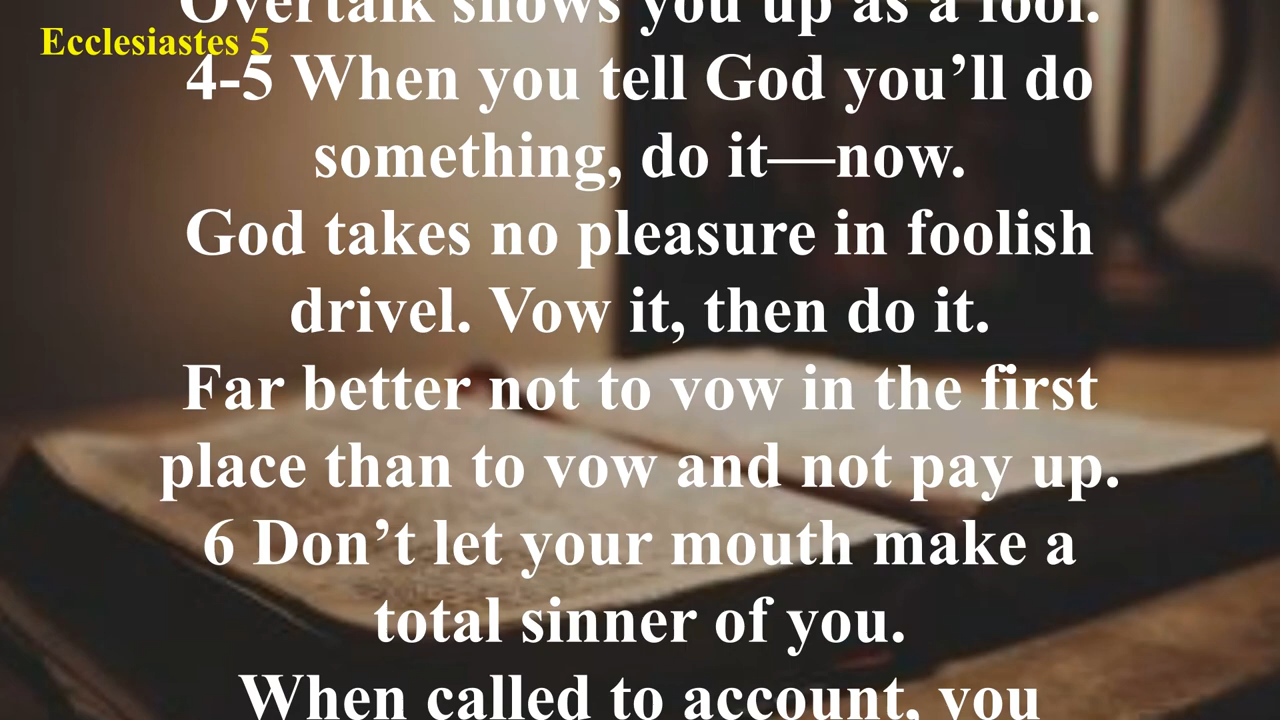 Overtalk shows you up as a fool.
Ecclesiastes 5
4-5 When you tell God you’ll do
something, do it—now.
God takes no pleasure in foolish
drivel. Vow it, then do it.
Far better not to vow in the first
place than to vow and not pay up.
6 Don’t let your mouth make a
total sinner of you.
When called to account, you